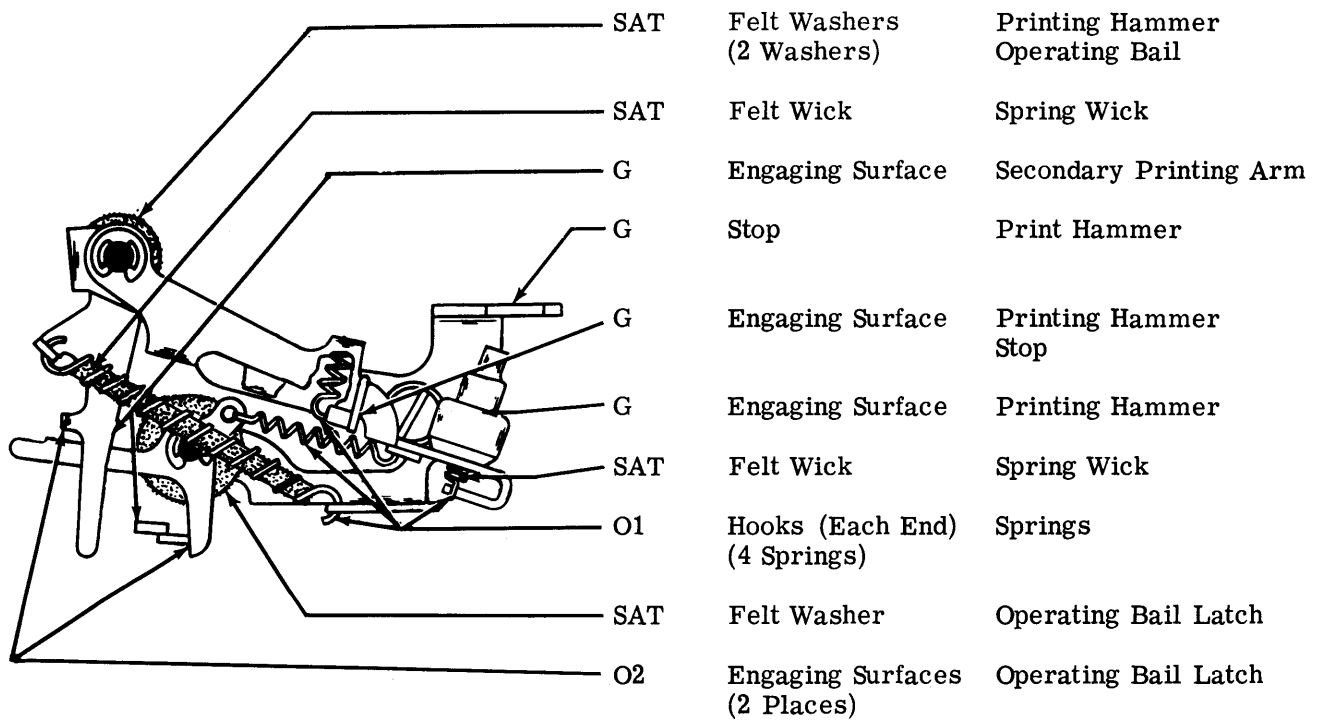 SAT Felt Washers Printing Hammer
(2 Washers) Operating Bail
SAT Felt Wick Spring Wick
G Engaging Surface Secondary Printing Arm
G Stop Print Hammer
G Engaging Surface Printing Hammer
Stop
G Engaging Surface Printing Hammer
SAT Felt Wick Spring Wick
O1 Hooks (Each End) Springs
(4 Springs)
SAT Felt Washer Operating Bail Latch
O2 Engaging Surfaces Operating Bail Latch
(2 Places)